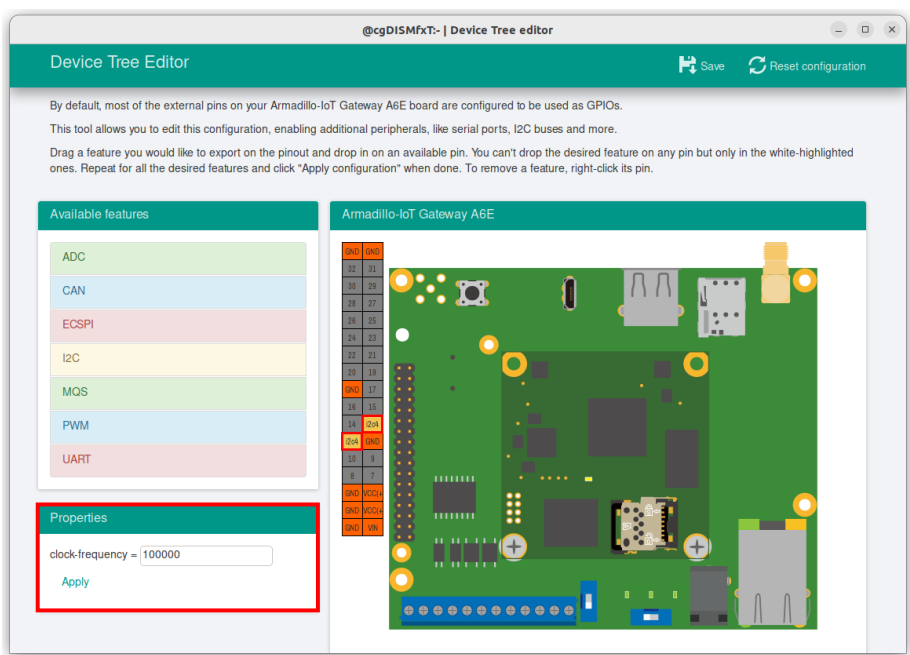 @cgDISMfxT:- | Device Tree editor
Device Tree Editor
Save
Reset configuration
By default, most of the external pins on your Armadillo-IoT Gateway A6E board are configured to be used as GPIOs.
This tool allows you to edit this configuration, enabling additional peripherals, like serial ports, I2C buses and more.
Drag a feature you would like to export on the pinout and drop in on an available pin. You can't drop the desired feature on any pin but only in the white-highlighted
ones. Repeat for all the desired features and click "Apply configuration" when done. To remove a feature, right-click its pin.
Available features
ADC
CAN
ECSPI
I2C
MQS
PWM
UART
Properties
clock-frequency = 100000
Apply
Armadillo-IoT Gateway A6E
GND GND
32 31
30 29
28 27
26 25
24 23
22 21
20 19
GND 17
16 15
14 i2c4
i2c4 GND
10 9
8 7
GND VCC(+
GND VCC(+
GND VIN